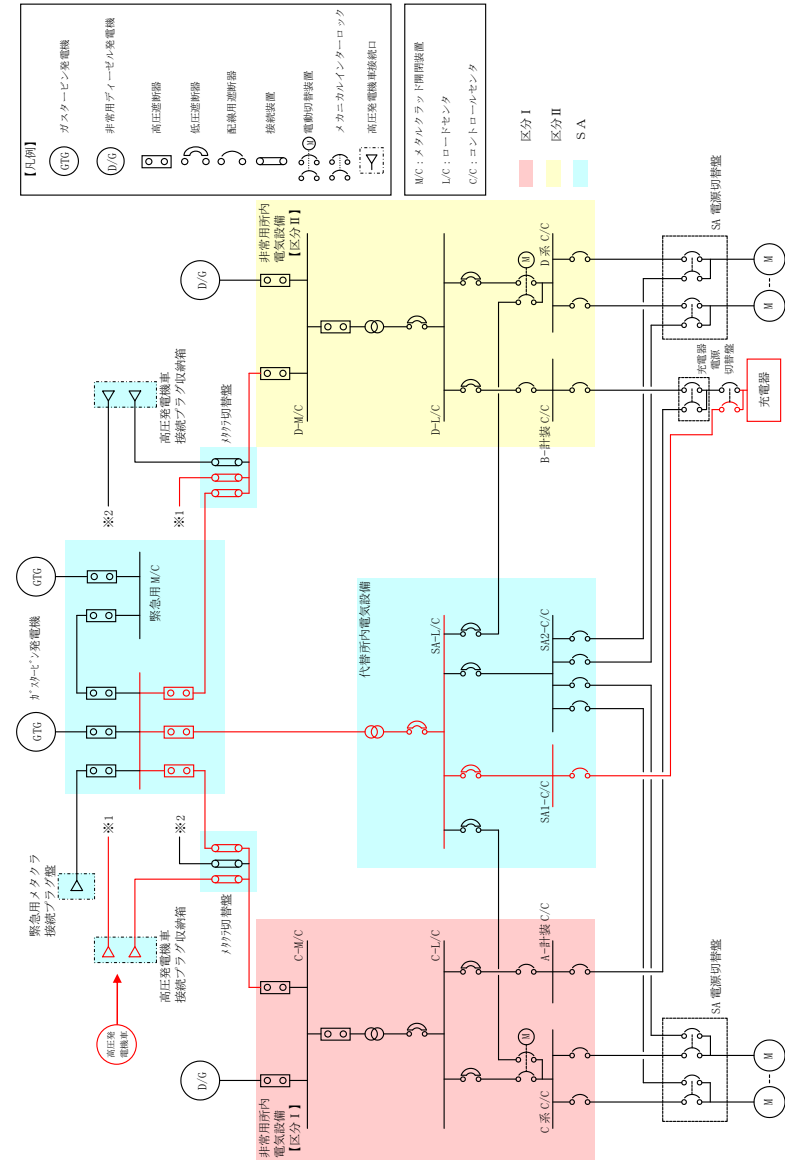 【凡例】
GTG
ガスタービン発電機
D/G
非常用ディーゼル発電機
高圧遮断器
低圧遮断器
配線用遮断器
接続装置
M
電動切替装置
メカニカルインターロック
高圧発電機車接続口
M/C：メタルクラッド開閉装置
L/C：ロードセンタ
C/C：コントロールセンタ
区分Ⅰ
区分Ⅱ
ＳＡ
緊急用メタクラ
接続プラグ盤
GTG
ｶﾞｽﾀｰﾋﾞﾝ発電機
GTG
緊急用 M/C
高圧発
電機車
※1
高圧発電機車
接続プラグ収納箱
※2
ﾒﾀｸﾗ切替盤
※2
※1
高圧発電機車
接続プラグ収納箱
ﾒﾀｸﾗ切替盤
D/G
非常用所内
電気設備
【区分Ⅰ】
C-M/C
C-L/C
M
C 系 C/C
A-計装 C/C
代替所内電気設備
SA-L/C
SA1-C/C
SA2-C/C
D/G
非常用所内
電気設備
【区分Ⅱ】
D-M/C
D-L/C
M
B-計装 C/C
D 系 C/C
SA 電源切替盤
M
M
充電器
電源
切替盤
充電器
SA 電源切替盤
M
M